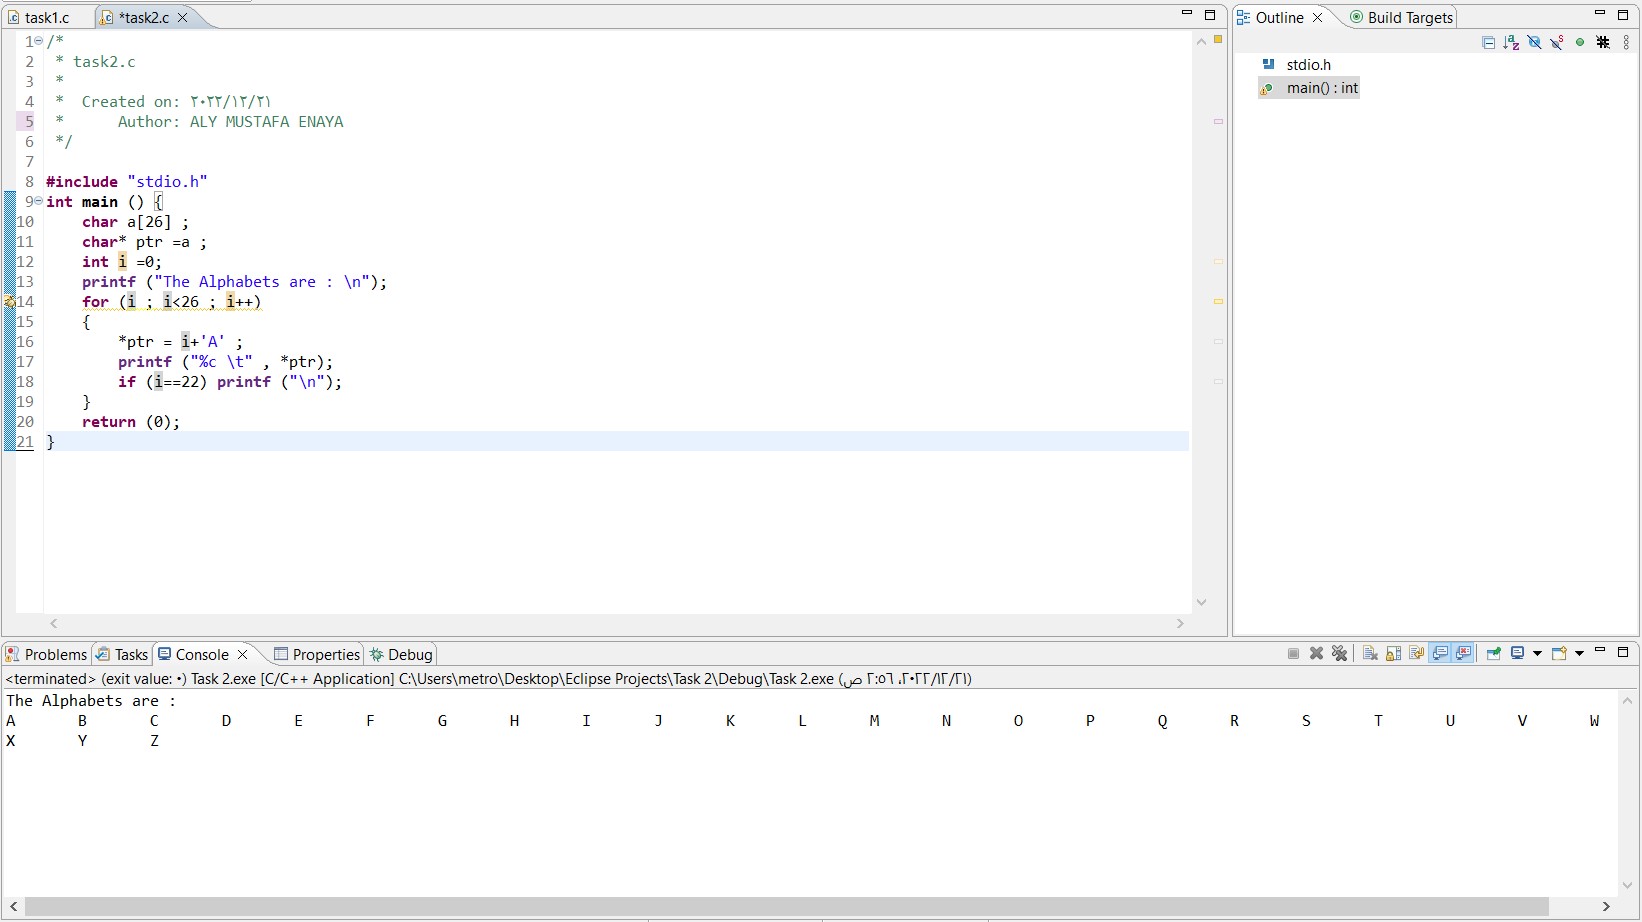 task1.c
*task2.c
1 /*
2  * task2.c
3  *
4  *  Created on: ٢٠٢٢/١٢/٢١
5  *      Author: ALY MUSTAFA ENAYA
6  */
7
8 #include "stdio.h"
9 int main () {
10     char a[26] ;
11     char* ptr =a ;
12     int i =0;
13     printf ("The Alphabets are : \n");
14     for (i ; i<26 ; i++)
15     {
16         *ptr = i+'A' ;
17         printf ("%c \t" , *ptr);
18         if (i==22) printf ("\n");
19     }
20     return (0);
21 }
Outline
Build Targets
stdio.h
main() : int
Problems
Tasks
Console
Properties
Debug
<terminated> (exit value: ٠) Task 2.exe [C/C++ Application] C:\Users\metro\Desktop\Eclipse Projects\Task 2\Debug\Task 2.exe (٢٠٢٢/١٢/٢١، ٢:٥٦ ص)
The Alphabets are :
A B C D E F G H I J K L M N O P Q R S T U V W
X Y Z